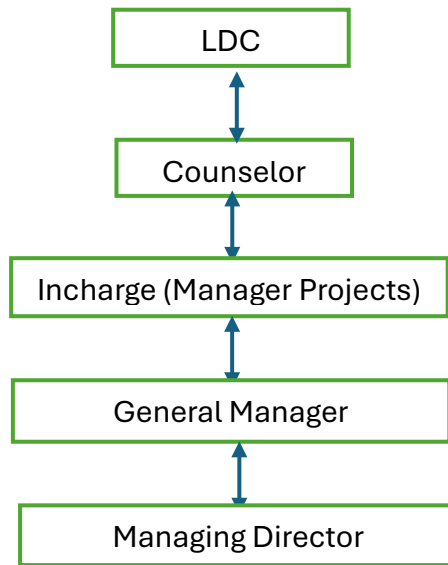 LDC
Counselor
Incharge (Manager Projects)
General Manager
Managing Director